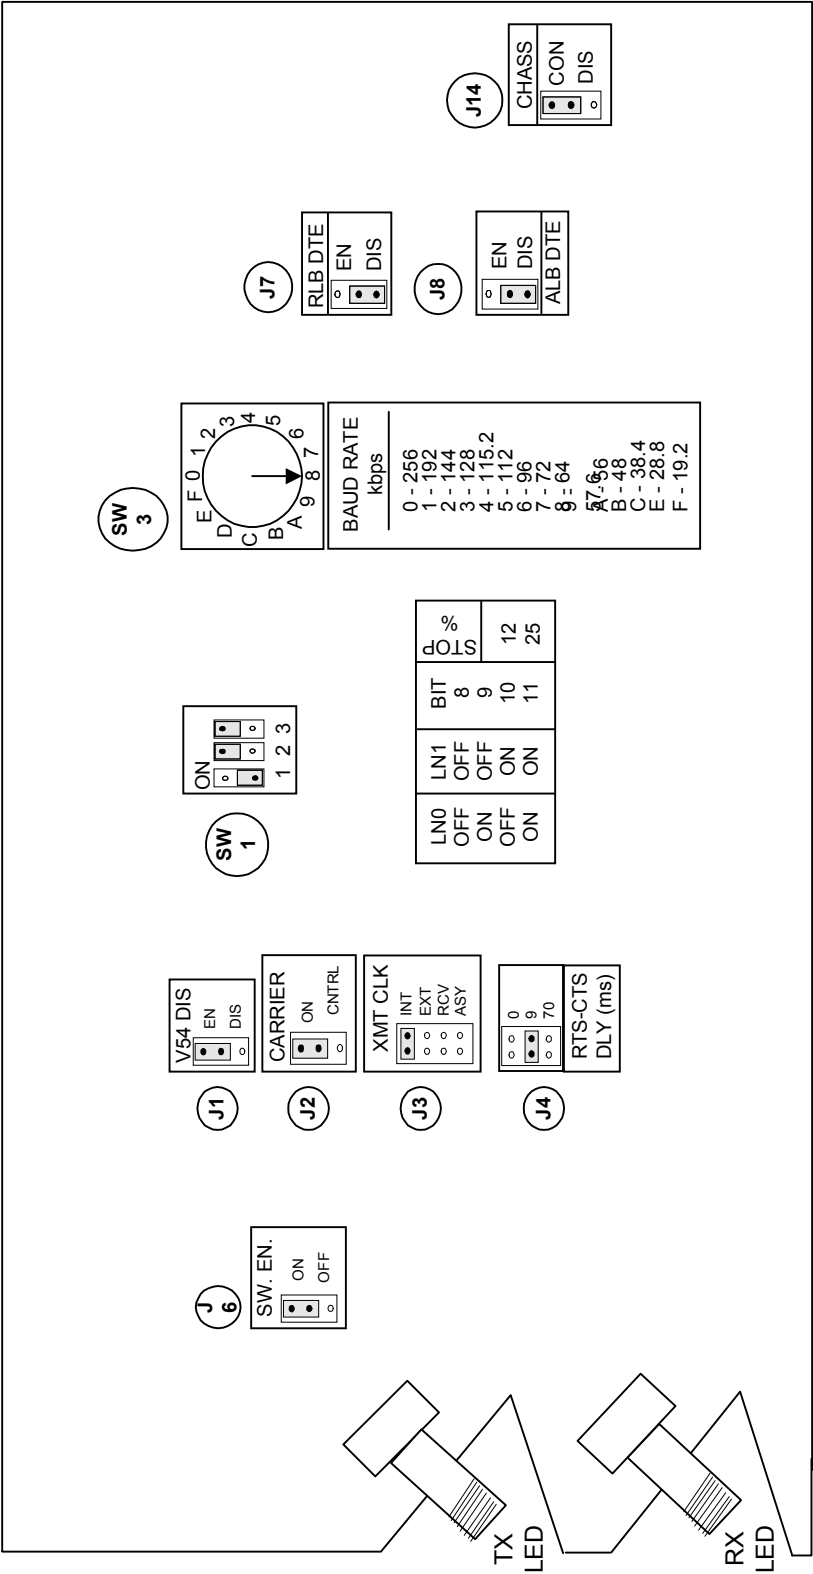 SW
3
0 1 2 3 4 5 6 7 8 9 A B C D E F
BAUD RATE
kbps
0 - 256
1 - 192
2 - 144
3 - 128
4 - 115.2
5 - 112
6 - 96
7 - 72
8 - 64
9 -
57.6
A - 56
B - 48
C - 38.4
E - 28.8
F - 19.2
J1
V54 DIS
EN
DIS
J2
CARRIER
ON
CNTRL
J3
XMT CLK
INT
EXT
RCV
ASY
J4
0
9
70
RTS-CTS
DLY (ms)
J
6
SW. EN.
ON
OFF
SW
1
ON
1 2 3
LN0 LN1 BIT STOP %
OFF OFF 8
ON OFF 9
OFF ON 10 12
ON ON 11 25
J7
RLB DTE
EN
DIS
J8
EN
DIS
ALB DTE
J14
CHASS
CON
DIS
TX
LED
RX
LED